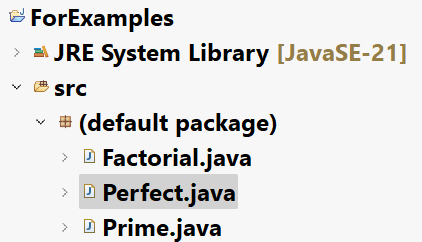 ForExamples
JRE System Library [JavaSE-21]
src
(default package)
Factorial.java
Perfect.java
Prime.java